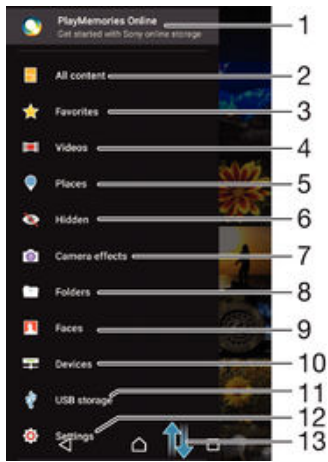 PlayMemories Online 1
Get started with Sony online storage
All content 2
Favorites 3
Videos 4
Places 5
Hidden 6
Camera effects 7
Folders 8
Faces 9
Devices 10
USB storage 11
Settings 12
13